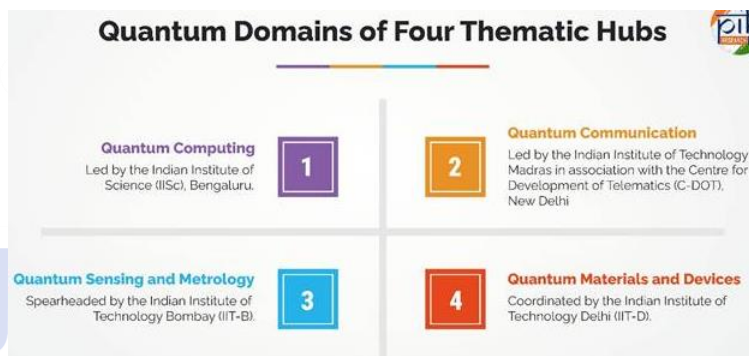 Quantum Domains of Four Thematic Hubs
Quantum Computing
Led by the Indian Institute of
Science (IISc), Bengaluru.
1
2
Quantum Communication
Led by the Indian Institute of Technology
Madras in association with the Centre for
Development of Telematics (C-DOT),
New Delhi
Quantum Sensing and Metrology
Spearheaded by the Indian Institute of
Technology Bombay (IIT-B).
3
4
Quantum Materials and Devices
Coordinated by the Indian Institute of
Technology Delhi (IIT-D).